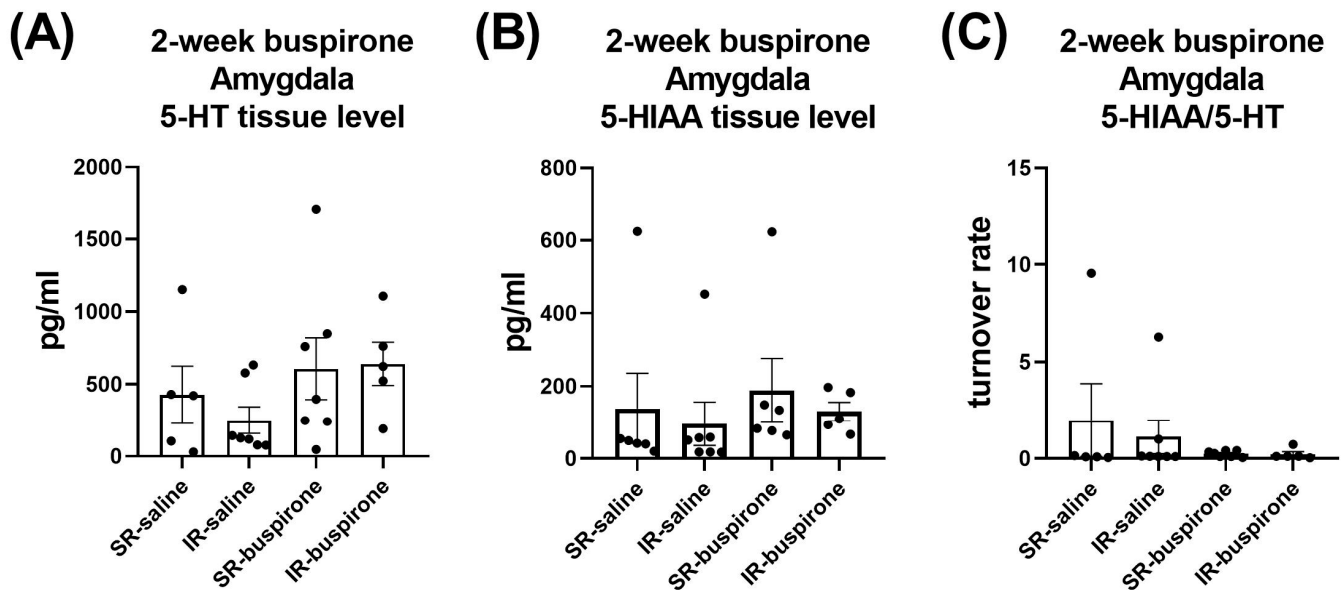 (A)
2-week buspirone
Amygdala
5-HT tissue level
pg/ml
2000
1500
1000
500
0
SR-saline
IR-saline
SR-buspirone
IR-buspirone
(B)
2-week buspirone
Amygdala
5-HIAA tissue level
pg/ml
800
600
400
200
0
SR-saline
IR-saline
SR-buspirone
IR-buspirone
(C)
2-week buspirone
Amygdala
5-HIAA/5-HT
turnover rate
15
10
5
0
SR-saline
IR-saline
SR-buspirone
IR-buspirone